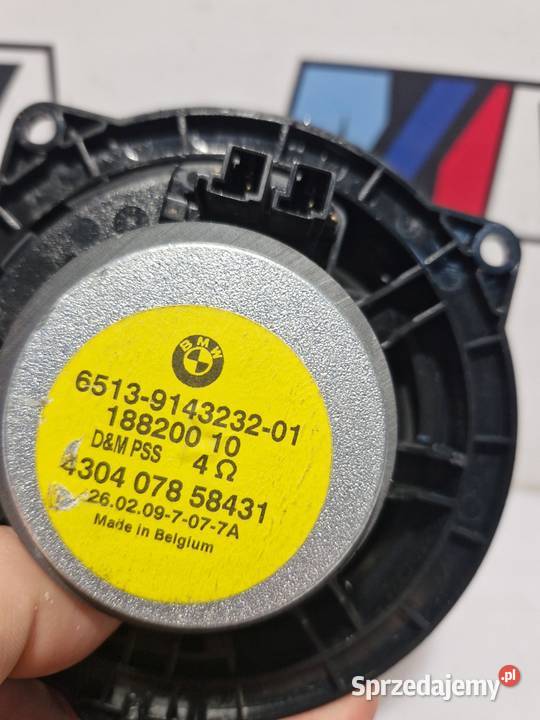 BMW
6513-9143232-01
188200 10
D&M PSS 4 Ω
4304 078 58431
26.02.09-7-07-7A
Made in Belgium
Sprzedajemy.pl